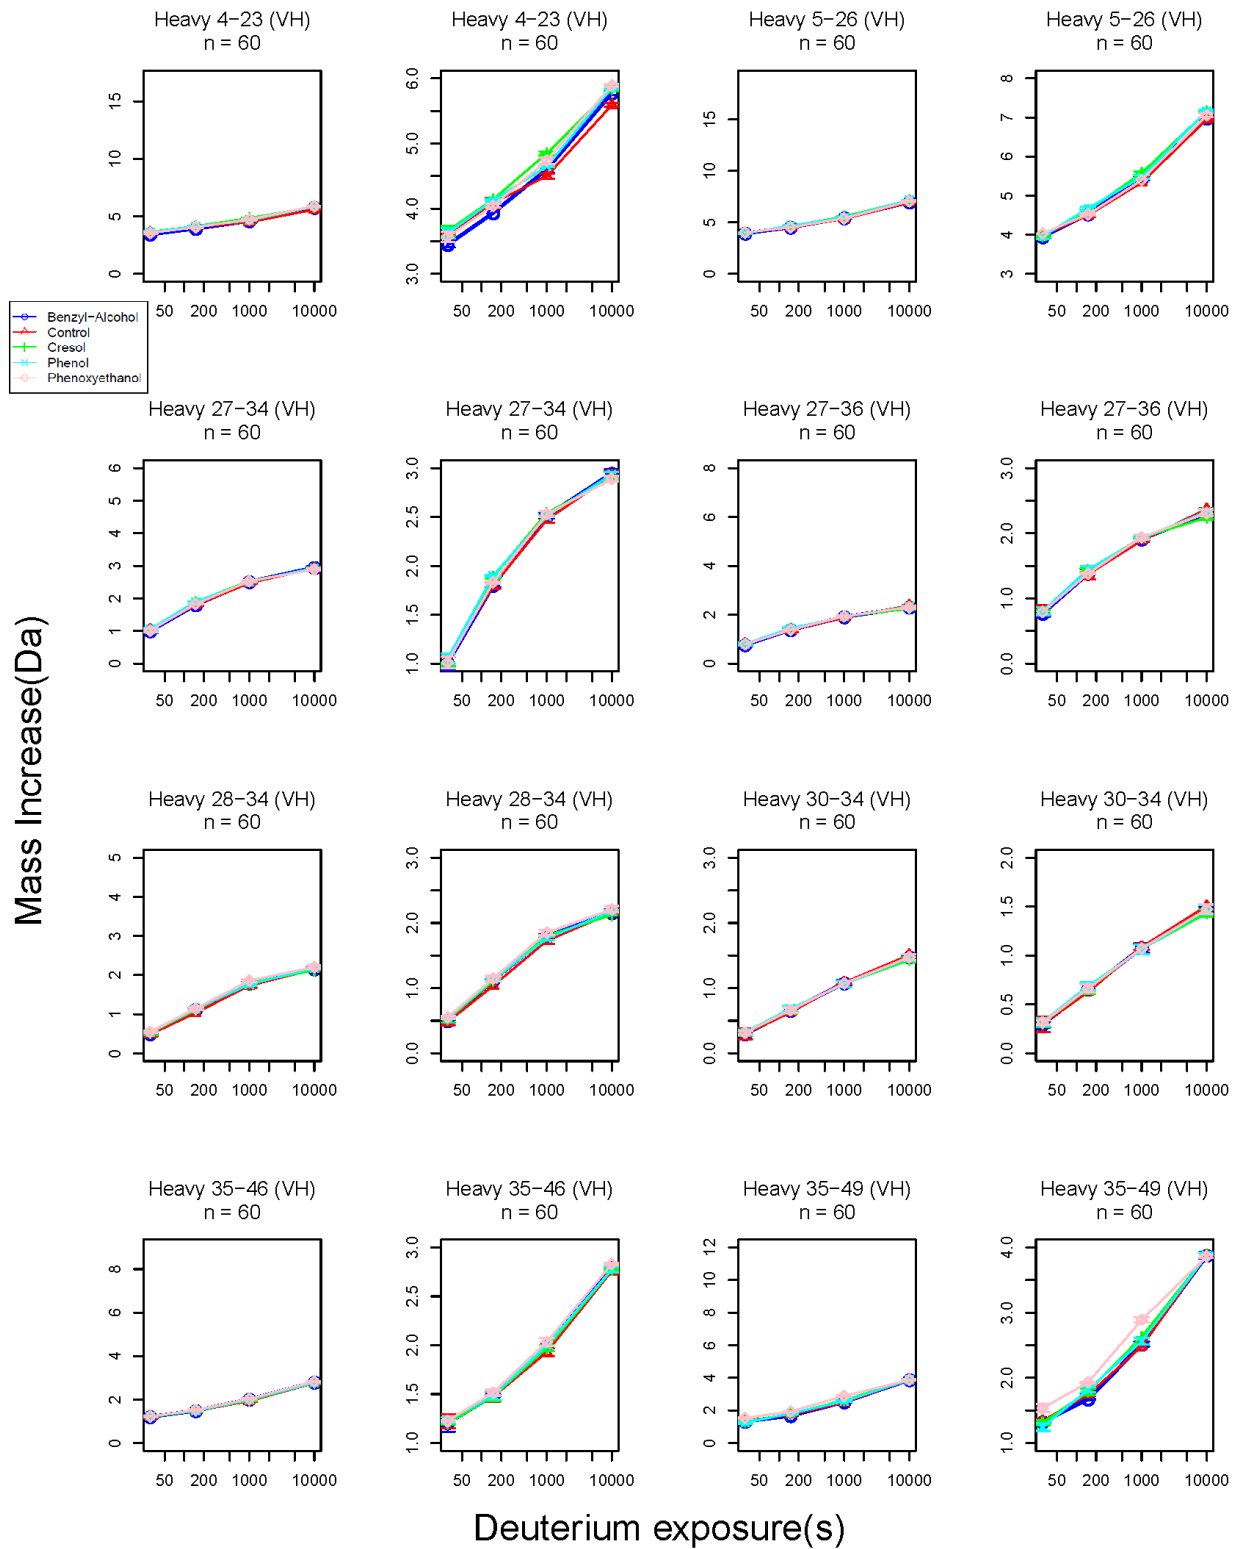 Heavy 4−23 (VH)
n = 60
Heavy 4−23 (VH)
n = 60
Heavy 5−26 (VH)
n = 60
Heavy 5−26 (VH)
n = 60
0 5 10 15
50 200 1000 10000
3.0 4.0 5.0 6.0
50 200 1000 10000
0 5 10 15
50 200 1000 10000
3 4 5 6 7 8
50 200 1000 10000
Benzyl−Alcohol
Control
Cresol
Phenol
Phenoxyethanol
Heavy 27−34 (VH)
n = 60
Heavy 27−34 (VH)
n = 60
Heavy 27−36 (VH)
n = 60
Heavy 27−36 (VH)
n = 60
0 1 2 3 4 5 6
50 200 1000 10000
1.0 1.5 2.0 2.5 3.0
50 200 1000 10000
0 2 4 6 8
50 200 1000 10000
0.0 1.0 2.0 3.0
50 200 1000 10000
Mass Increase(Da)
Heavy 28−34 (VH)
n = 60
Heavy 28−34 (VH)
n = 60
Heavy 30−34 (VH)
n = 60
Heavy 30−34 (VH)
n = 60
0 1 2 3 4 5
50 200 1000 10000
0.0 1.0 2.0 3.0
50 200 1000 10000
0.0 1.0 2.0 3.0
50 200 1000 10000
0.0 0.5 1.0 1.5 2.0
50 200 1000 10000
Heavy 35−46 (VH)
n = 60
Heavy 35−46 (VH)
n = 60
Heavy 35−49 (VH)
n = 60
Heavy 35−49 (VH)
n = 60
0 2 4 6 8
50 200 1000 10000
1.0 1.5 2.0 2.5 3.0
50 200 1000 10000
0 2 4 6 8 10 12
50 200 1000 10000
1.0 2.0 3.0 4.0
50 200 1000 10000
Deuterium exposure(s)